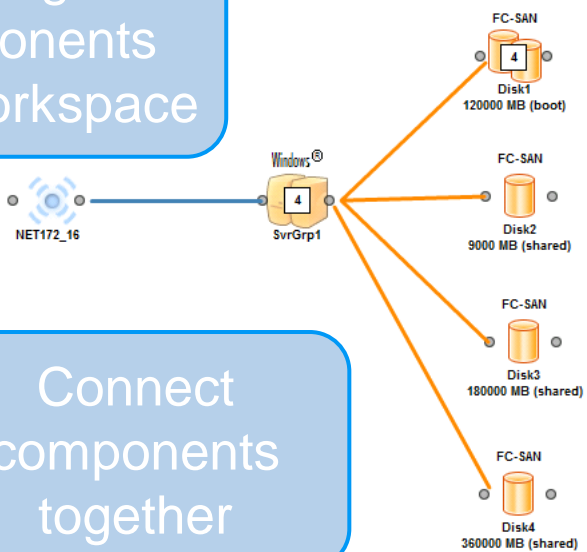 onents
orkspace
Connect
components
together
NET172_16
Windows®
4
SvrGrp1
FC-SAN
4
Disk1
120000 MB (boot)
FC-SAN
Disk2
9000 MB (shared)
FC-SAN
Disk3
180000 MB (shared)
FC-SAN
Disk4
360000 MB (shared)